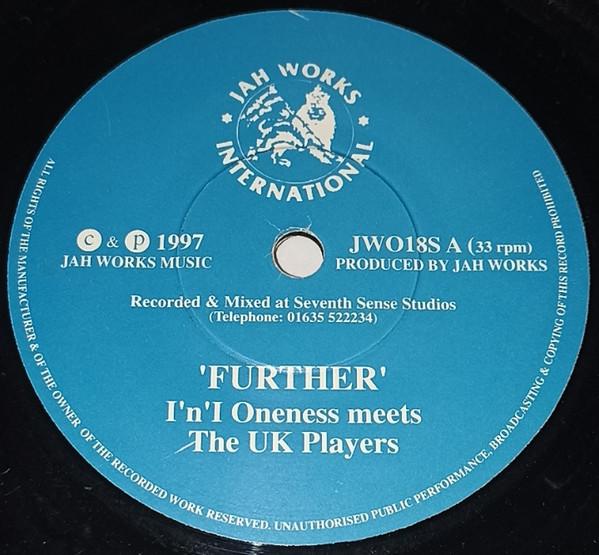 JAH WORKS
INTERNATIONAL
c & p 1997
JAH WORKS MUSIC
JWO18S A (33 rpm)
PRODUCED BY JAH WORKS
Recorded & Mixed at Seventh Sense Studios
(Telephone: 01635 522234)
'FURTHER'
I'n'I Oneness meets
The UK Players
ALL RIGHTS OF THE MANUFACTURER & OF THE OWNER OF THE RECORDED WORK RESERVED. UNAUTHORISED PUBLIC PERFORMANCE, BROADCASTING & COPYING OF THIS RECORD PROHIBITED